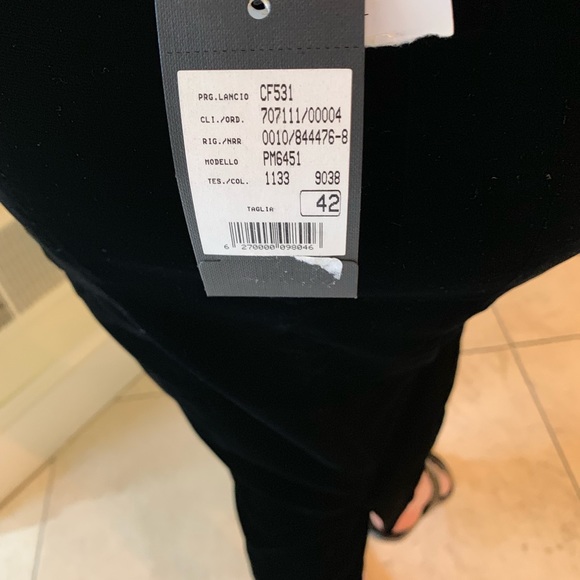 PRG.LANCIO CF531
CLI./ORD. 707111/00004
RIG./NRR 0010/844476-8
MODELLO PM6451
TES./COL. 1133 9038
TAGLIA 42
6 270000 098046